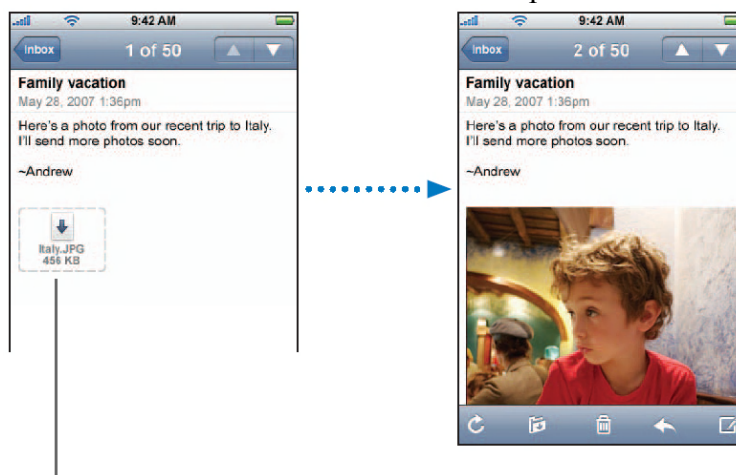 9:42 AM
Inbox
1 of 50
Family vacation
May 28, 2007 1:36pm
Here's a photo from our recent trip to Italy.
I'll send more photos soon.
~Andrew
Italy.JPG
456 KB
9:42 AM
Inbox
2 of 50
Family vacation
May 28, 2007 1:36pm
Here's a photo from our recent trip to Italy.
I'll send more photos soon.
~Andrew